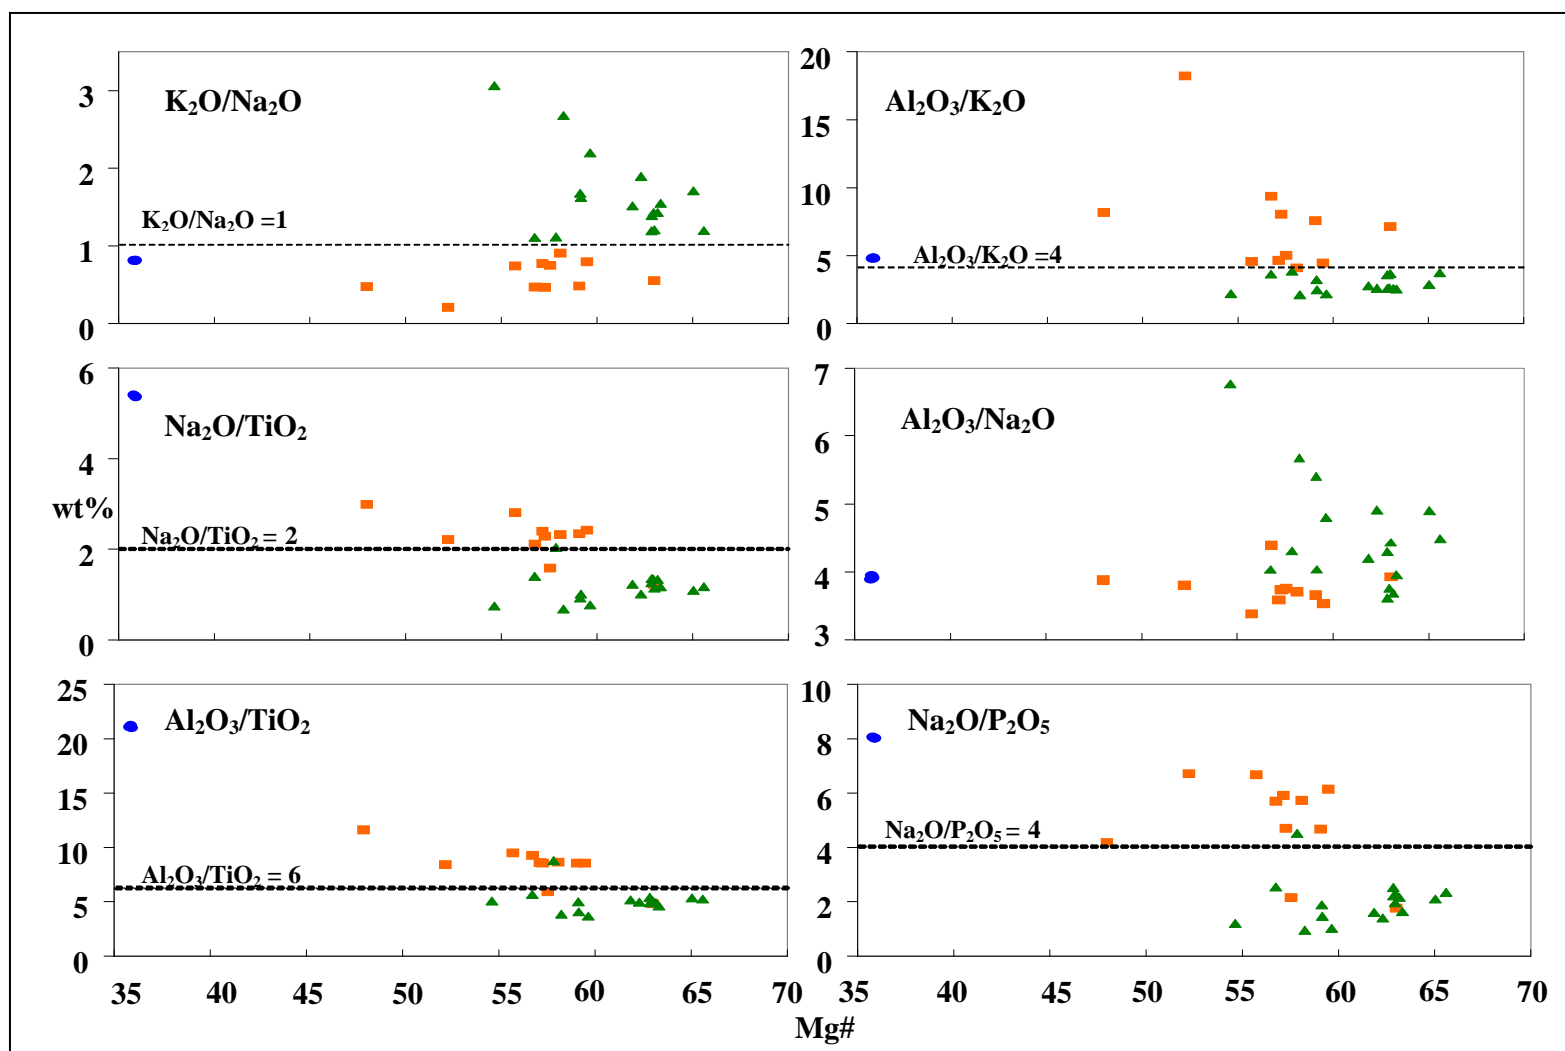 K₂O/Na₂O
3
2
1
0
K₂O/Na₂O =1
Al₂O₃/K₂O
20
15
10
5
0
Al₂O₃/K₂O =4
Na₂O/TiO₂
6
4
2
0
wt%
Na₂O/TiO₂ = 2
Al₂O₃/Na₂O
7
6
5
4
3
Al₂O₃/TiO₂
25
20
15
10
5
0
Al₂O₃/TiO₂ = 6
35 40 50 55 60 65 70
Na₂O/P₂O₅
10
8
6
4
2
0
Na₂O/P₂O₅ = 4
35 40 45 50 55 60 65 70
Mg#